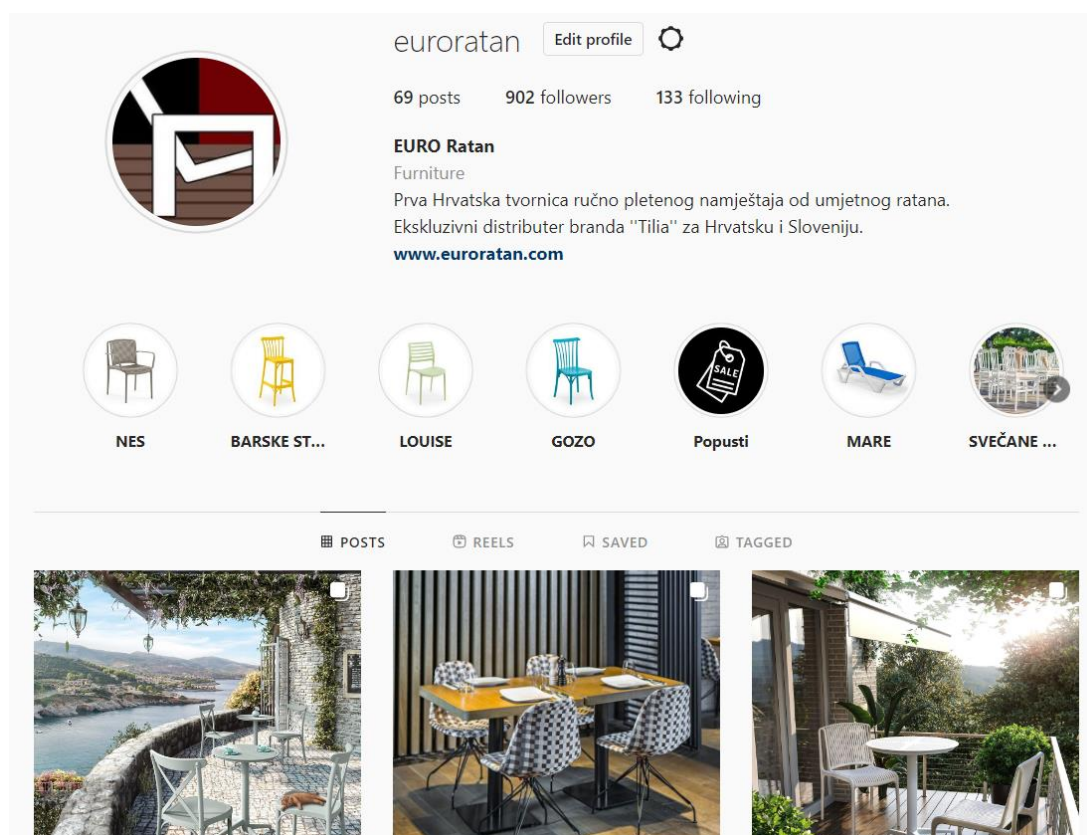 euroratan Edit profile
69 posts 902 followers 133 following
EURO Ratan
Furniture
Prva Hrvatska tvornica ručno pletenog namještaja od umjetnog ratana.
Ekskluzivni distributer branda ''Tilia'' za Hrvatsku i Sloveniju.
www.euroratan.com
SALE
NES BARSKE ST... LOUISE GOZO Popusti MARE SVEČANE ...
POSTS REELS SAVED TAGGED